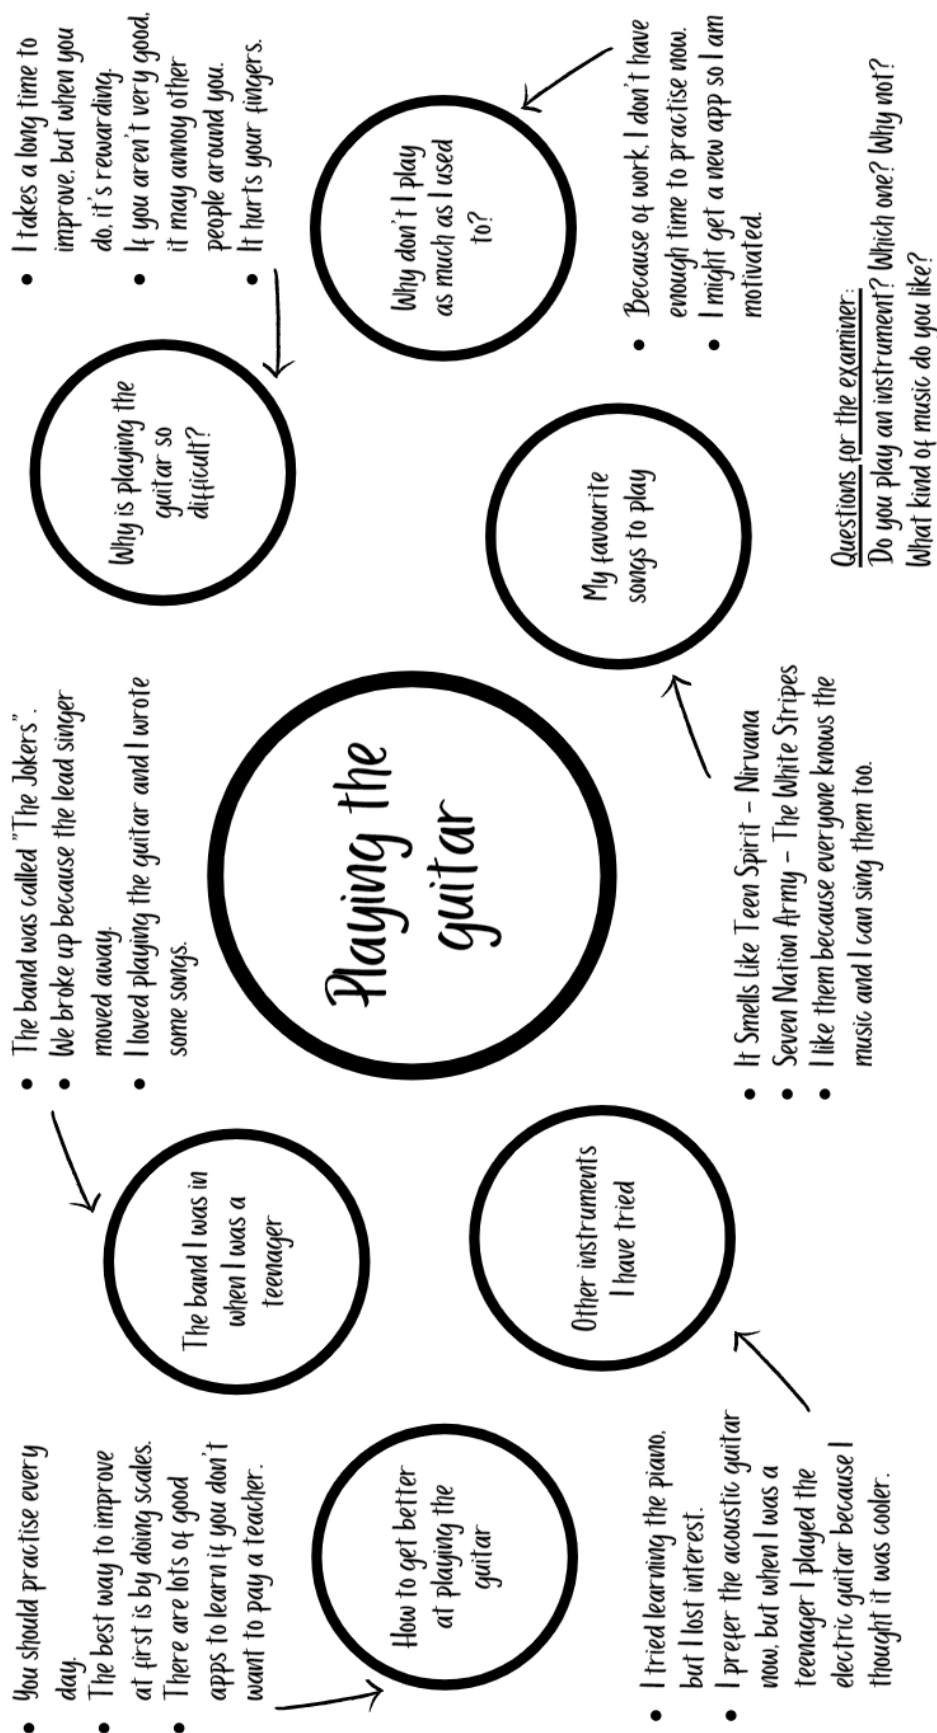 • You should practise every
day.
• The best way to improve
at first is by doing scales.
• There are lots of good
apps to learn if you don't
want to pay a teacher.
How to get better
at playing the
guitar
• The band was called "The Jokers".
• We broke up because the lead singer
moved away.
• I loved playing the guitar and I wrote
some songs.
The band I was in
when I was a
teenager
• I takes a long time to
improve, but when you
do, it's rewarding.
• If you aren't very good,
it may annoy other
people around you.
• It hurts your fingers.
Why is playing the
guitar so
difficult?
Playing the
guitar
Why don't I play
as much as I used
to?
• Because of work, I don't have
enough time to practise now.
• I might get a new app so I am
motivated.
Other instruments
I have tried
• I tried learning the piano,
but I lost interest.
• I prefer the acoustic guitar
now, but when I was a
teenager I played the
electric guitar because I
thought it was cooler.
My favourite
songs to play
• It Smells Like Teen Spirit - Nirvana
• Seven Nation Army - The White Stripes
• I like them because everyone knows the
music and I can sing them too.
Questions for the examiner:
Do you play an instrument? Which one? Why not?
What kind of music do you like?